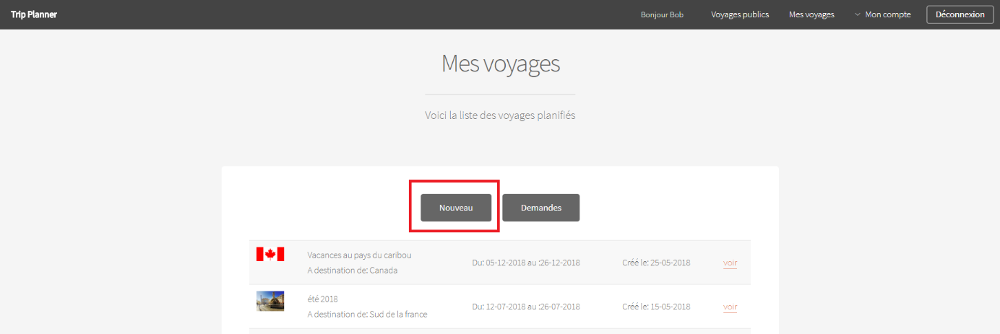 Trip Planner
Bonjour Bob
Voyages publics
Mes voyages
Mon compte
Déconnexion
Mes voyages
Voici la liste des voyages planifiés
Nouveau
Demandes
Vacances au pays du caribou
A destination de: Canada
Du: 05-12-2018 au :26-12-2018
Créé le: 25-05-2018
voir
été 2018
A destination de: Sud de la france
Du: 12-07-2018 au :26-07-2018
Créé le: 15-05-2018
voir